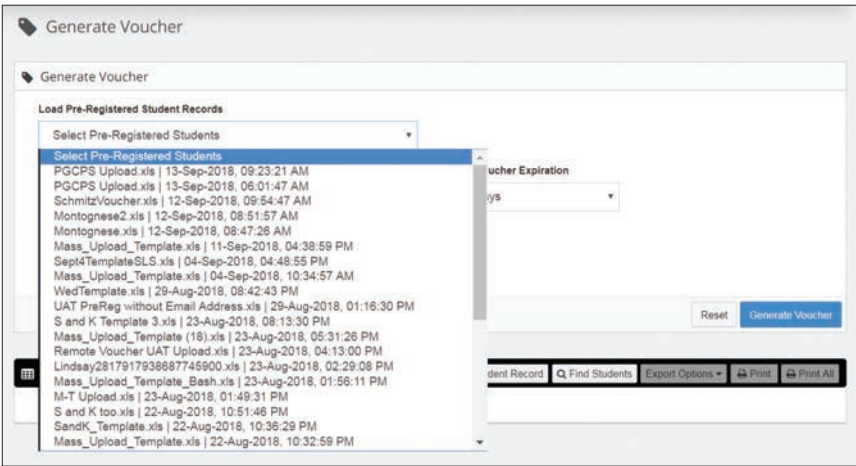 Generate Voucher
Generate Voucher
Load Pre-Registered Student Records
Select Pre-Registered Students
Select Pre-Registered Students
PGCPS Upload.xls | 13-Sep-2018, 09:23:21 AM
PGCPS Upload.xls | 13-Sep-2018, 06:01:47 AM
SchmitzVoucher.xls | 12-Sep-2018, 09:54:47 AM
Montognese2.xls | 12-Sep-2018, 08:51:57 AM
Montognese.xls | 12-Sep-2018, 08:47:26 AM
Mass_Upload_Template.xls | 11-Sep-2018, 04:38:59 PM
Sept4TemplateSLS.xls | 04-Sep-2018, 04:48:55 PM
Mass_Upload_Template.xls | 04-Sep-2018, 10:34:57 AM
WedTemplate.xls | 29-Aug-2018, 08:42:43 PM
UAT PreReg without Email Address.xls | 29-Aug-2018, 01:16:30 PM
S and K Template 3.xls | 23-Aug-2018, 08:13:30 PM
Mass_Upload_Template (18).xls | 23-Aug-2018, 05:31:26 PM
Remote Voucher UAT Upload.xls | 23-Aug-2018, 04:13:00 PM
Lindsay2817917938687745900.xls | 23-Aug-2018, 02:29:08 PM
Mass_Upload_Template_Bash.xls | 23-Aug-2018, 01:56:11 PM
M-T Upload.xls | 23-Aug-2018, 01:49:31 PM
S and K too.xls | 22-Aug-2018, 10:51:46 PM
SandK_Template.xls | 22-Aug-2018, 10:36:29 PM
Mass_Upload_Template.xls | 22-Aug-2018, 10:32:59 PM
ucher Expiration
ys
Reset Generate Voucher
dent Record Find Students Export Options Print Print All